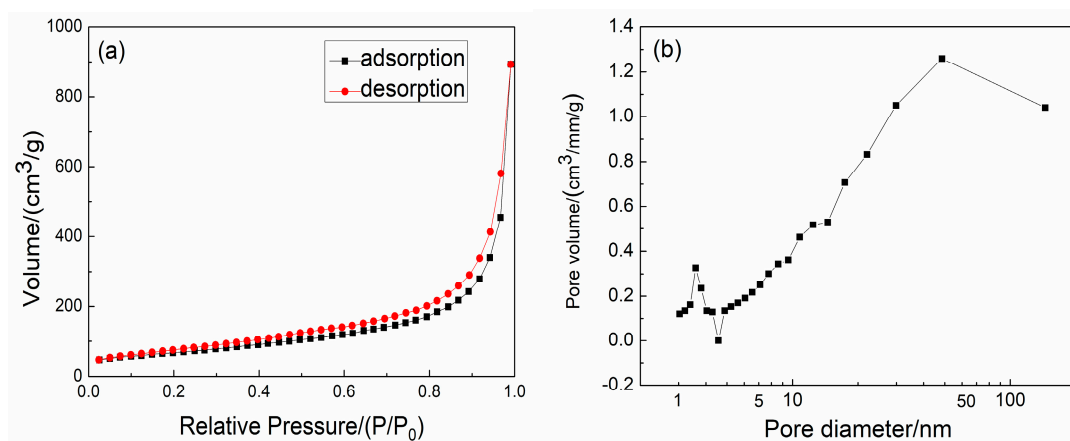 (a)
adsorption
desorption
1000
800
600
400
200
0
0.0 0.2 0.4 0.6 0.8 1.0
Volume/(cm³/g)
Relative Pressure/(P/P₀)
(b)
1.4
1.2
1.0
0.8
0.6
0.4
0.2
0.0
-0.2
1 5 10 50 100
Pore volume/(cm³/mm/g)
Pore diameter/nm